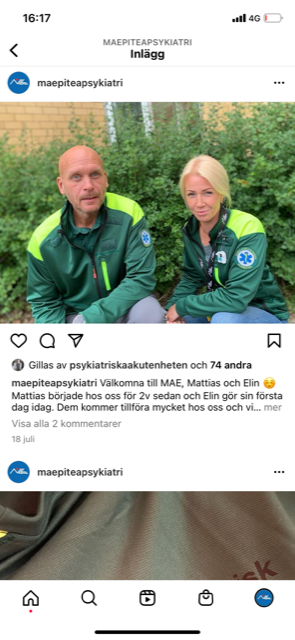 16:17
4G
MAEPITEAPSYKIATRI
Inlägg
maepiteapsykiatri
Gillas av psykiatriskaakutenheten och 74 andra
maepiteapsykiatri Välkomna till MAE, Mattias och Elin
Mattias började hos oss för 2v sedan och Elin gör sin första
dag idag. Dem kommer tillföra mycket hos oss och vi... mer
Visa alla 2 kommentarer
18 juli
maepiteapsykiatri